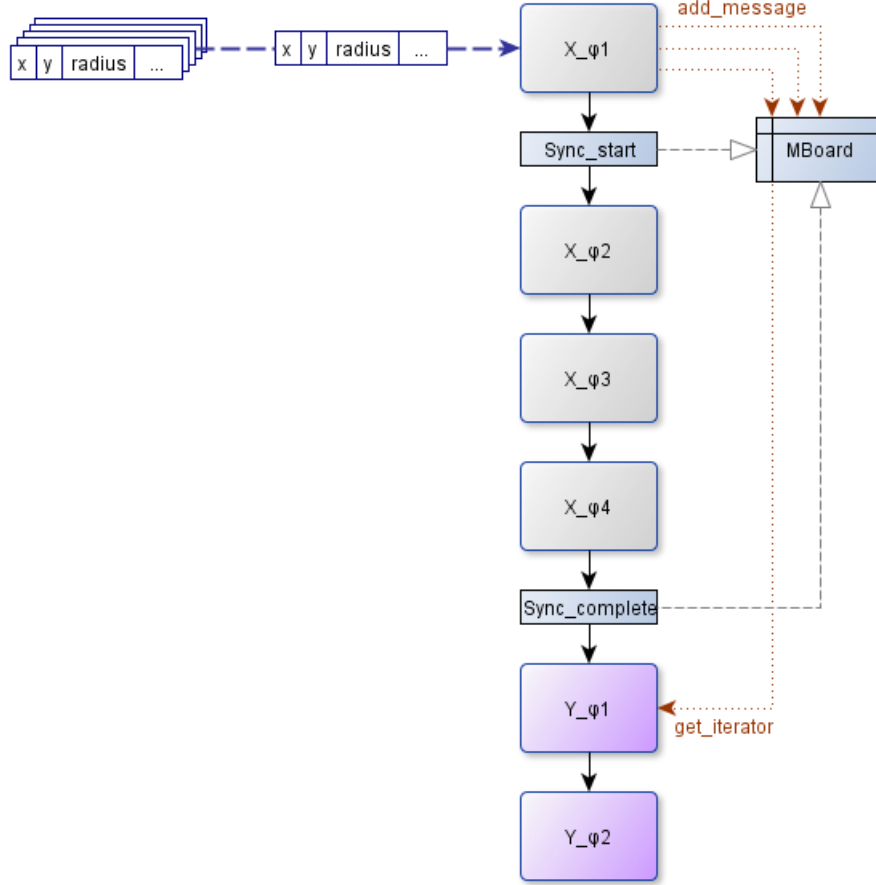 add_message
x y radius ...
x y radius ...
X_φ1
Sync_start
MBoard
X_φ2
X_φ3
X_φ4
Sync_complete
Y_φ1
get_iterator
Y_φ2